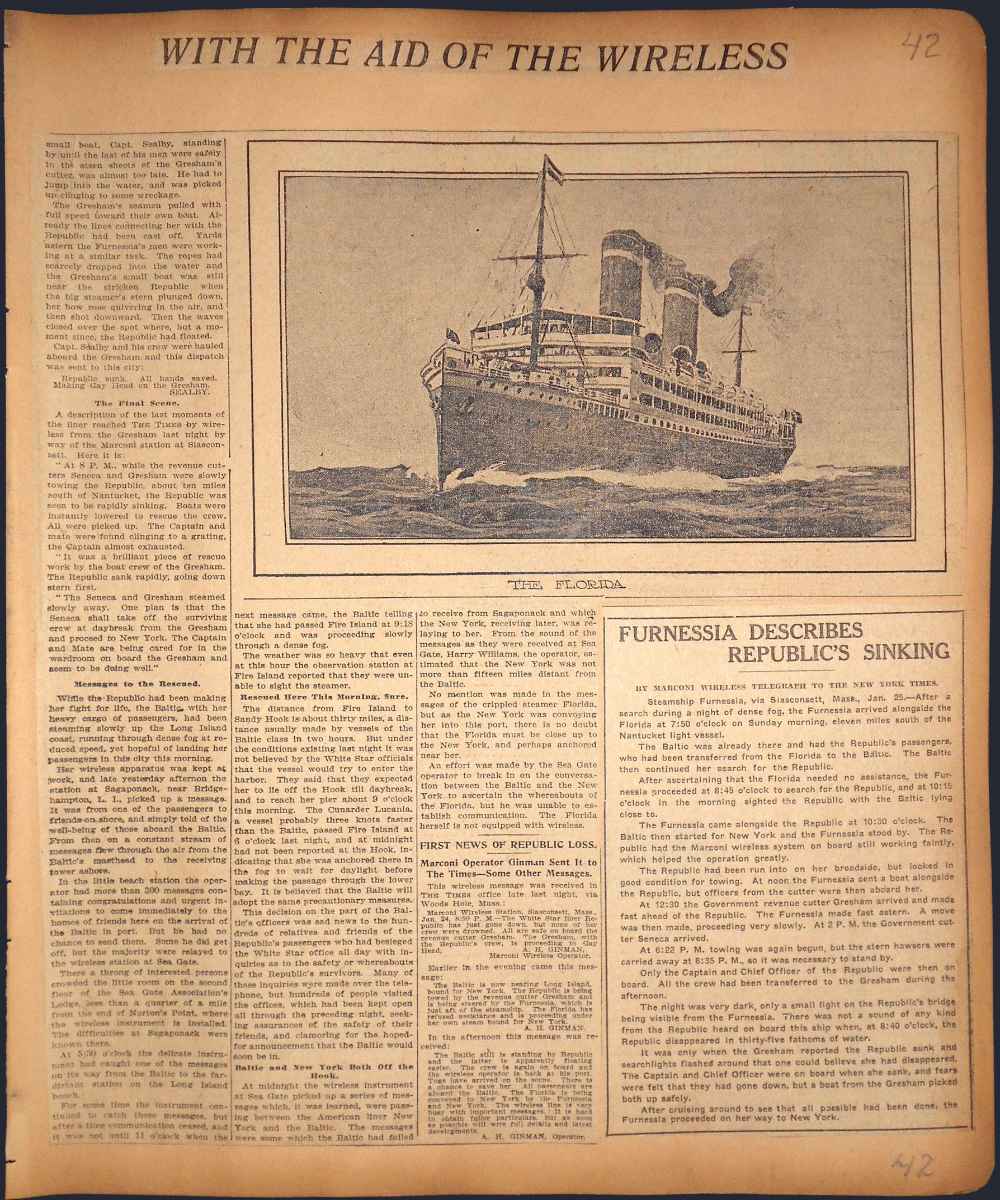 WITH THE AID OF THE WIRELESS
42
small boat, Capt. Sealby, standing
by until the last of his men were safely
in the stern sheets of the Gresham's
cutter, was almost too late. He had to
jump into the water, and was picked
up clinging to some wreckage.
The Gresham's seamen pulled with
full speed toward their own boat. Al-
ready the lines connecting her with the
Republic had been cast off. Yards
astern the Furnessia's men were work-
ing at a similar task. The ropes had
scarcely dropped into the water and
the Gresham's small boat was still
near the stricken Republic when
the big steamer's stern plunged down,
her bow rose quivering in the air, and
then shot downward. Then the waves
closed over the spot where, but a mo-
ment since, the Republic had floated.
Capt. Sealby and his crew were hauled
aboard the Gresham and this dispatch
was sent to this city:
Republic sunk. All hands saved.
Making Gay Head on the Gresham.
SEALBY.
The Final Scene.
A description of the last moments of
the liner reached THE TIMES by wire-
less from the Gresham last night by
way of the Marconi station at Siascon-
sett. Here it is:
"At 8 P. M., while the revenue cut-
ters Seneca and Gresham were slowly
towing the Republic, about ten miles
south of Nantucket, the Republic was
seen to be rapidly sinking. Boats were
instantly lowered to rescue the crew.
All were picked up. The Captain and
mate were found clinging to a grating,
the Captain almost exhausted.
"It was a brilliant piece of rescue
work by the boat crew of the Gresham.
The Republic sank rapidly, going down
stern first.
"The Seneca and Gresham steamed
slowly away. One plan is that the
Seneca shall take off the surviving
crew at daybreak from the Gresham
and proceed to New York. The Captain
and Mate are being cared for in the
wardroom on board the Gresham and
seem to be doing well."
Messages to the Rescued.
While the Republic had been making
her fight for life, the Baltic, with her
heavy cargo of passengers, had been
steaming slowly up the Long Island
coast, running through dense fog at re-
duced speed, yet hopeful of landing her
passengers in this city this morning.
Her wireless apparatus was kept at
work, and late yesterday afternoon the
station at Sagaponack, near Bridge-
hampton, L. I., picked up a message.
It was from one of the passengers to
friends on shore, and simply told of the
well-being of those aboard the Baltic.
From then on a constant stream of
messages flew through the air from the
Baltic's masthead to the receiving
tower ashore.
In the little beach station the oper-
ator had more than 200 messages con-
taining congratulations and urgent in-
vitations to come immediately to the
homes of friends here on the arrival of
the Baltic in port. But he had no
chance to send them. Some he did get
off, but the majority were relayed to
the wireless station at Sea Gate.
There a throng of interested persons
crowded the little room on the second
floor of the Sea Gate Association's
Lodge, less than a quarter of a mile
from the end of Norton's Point, where
the wireless instrument is installed.
The difficulties at Sagaponack were
known there.
At 5:30 o'clock the delicate instru-
ment had caught one of the messages
on its way from the Baltic to the far-
distant station on the Long Island
beach.
For some time the instrument con-
tinued to catch these messages, but
after a time communication ceased, and
it was not until 11 o'clock when the
THE FLORIDA
next message came, the Baltic telling
that she had passed Fire Island at 9:18
o'clock and was proceeding slowly
through a dense fog.
The weather was so heavy that even
at this hour the observation station at
Fire Island reported that they were un-
able to sight the steamer.
Rescued Here This Morning, Sure.
The distance from Fire Island to
Sandy Hook is about thirty miles, a dis-
tance usually made by vessels of the
Baltic class in two hours. But under
the conditions existing last night it was
not believed by the White Star officials
that the vessel would try to enter the
harbor. They said that they expected
her to lie off the Hook till daybreak,
and to reach her pier about 9 o'clock
this morning. The Cunarder Lucania,
a vessel probably three knots faster
than the Baltic, passed Fire Island at
6 o'clock last night, and at midnight
had not been reported at the Hook, in-
dicating that she was anchored there in
the fog to wait for daylight before
making the passage through the lower
bay. It is believed that the Baltic will
adopt the same precautionary measures.
This decision on the part of the Bal-
tic's officers was sad news to the hun-
dreds of relatives and friends of the
Republic's passengers who had besieged
the White Star office all day with in-
quiries as to the safety or whereabouts
of the Republic's survivors. Many of
these inquiries were made over the tele-
phone, but hundreds of people visited
the offices, which had been kept open
all through the preceding night, seek-
ing assurances of the safety of their
friends, and clamoring for the hoped
for announcement that the Baltic would
soon be in.
Baltic and New York Both Off the
Hook.
At midnight the wireless instrument
at Sea Gate picked up a series of mes-
sages which, it was learned, were pass-
ing between the American liner New
York and the Baltic. The messages
were some which the Baltic had failed
to receive from Sagaponack and which
the New York, receiving later, was re-
laying to her. From the sound of the
messages as they were received at Sea
Gate, Harry Williams, the operator, es-
timated that the New York was not
more than fifteen miles distant from
the Baltic.
No mention was made in the mes-
sages of the crippled steamer Florida,
but as the New York was convoying
her into this port, there is no doubt
that the Florida must be close up to
the New York, and perhaps anchored
near her.
An effort was made by the Sea Gate
operator to break in on the conversa-
tion between the Baltic and the New
York to ascertain the whereabouts of
the Florida, but he was unable to es-
tablish communication. The Florida
herself is not equipped with wireless.
FIRST NEWS OF REPUBLIC LOSS.
Marconi Operator Ginman Sent It to
The Times—Some Other Messages.
This wireless message was received in
THE TIMES office late last night, via
Woods Hole, Mass.:
Marconi Wireless Station, Siasconsett, Mass.,
Jan. 24, 8:50 P. M.—The White Star liner Re-
public has just gone down, but none of her
crew were drowned. All are safe on board the
revenue cutter Gresham. The Gresham, with
the Republic's crew, is proceeding to Gay
Head. A. H. GINMAN,
Marconi Wireless Operator.
Earlier in the evening came this mes-
sage:
The Baltic is now nearing Long Island,
bound for New York. The Republic is being
towed by the revenue cutter Gresham and
is being steered by the Furnessia, which is
just aft of the steamship. The Florida has
refused assistance and is proceeding under
her own steam bound for New York.
A. H. GINMAN.
In the afternoon this message was re-
ceived:
The Baltic still is standing by Republic
and the latter is apparently floating
easier. The crew is again on board and
the wireless operator is back at his post.
Tugs have arrived on the scene. There is
a chance to save her. All passengers are
aboard the Baltic. The Florida is being
convoyed to New York by the Furnessia
and New York. The wireless line is very
busy with important messages. It is hard
to obtain fuller particulars, but as soon
as possible will wire full details and latest
developments.
A. H. GINMAN, Operator.
FURNESSIA DESCRIBES
REPUBLIC'S SINKING
BY MARCONI WIRELESS TELEGRAPH TO THE NEW YORK TIMES.
Steamship Furnessia, via Siasconsett, Mass., Jan. 25.—After a
search during a night of dense fog, the Furnessia arrived alongside the
Florida at 7:50 o'clock on Sunday morning, eleven miles south of the
Nantucket light vessel.
The Baltic was already there and had the Republic's passengers,
who had been transferred from the Florida to the Baltic. The Baltic
then continued her search for the Republic.
After ascertaining that the Florida needed no assistance, the Fur-
nessia proceeded at 8:45 o'clock to search for the Republic, and at 10:15
o'clock in the morning sighted the Republic with the Baltic lying
close to.
The Furnessia came alongside the Republic at 10:30 o'clock. The
Baltic then started for New York and the Furnessia stood by. The Re-
public had the Marconi wireless system on board still working faintly,
which helped the operation greatly.
The Republic had been run into on her broadside, but looked in
good condition for towing. At noon the Furnessia sent a boat alongside
the Republic, but officers from the cutter were then aboard her.
At 12:30 the Government revenue cutter Gresham arrived and made
fast ahead of the Republic. The Furnessia made fast astern. A move
was then made, proceeding very slowly. At 2 P. M. the Government cut-
ter Seneca arrived.
At 6:22 P. M. towing was again begun, but the stern hawsers were
carried away at 6:35 P. M., so it was necessary to stand by.
Only the Captain and Chief Officer of the Republic were then on
board. All the crew had been transferred to the Gresham during the
afternoon.
The night was very dark, only a small light on the Republic's bridge
being visible from the Furnessia. There was not a sound of any kind
from the Republic heard on board this ship when, at 8:40 o'clock, the
Republic disappeared in thirty-five fathoms of water.
It was only when the Gresham reported the Republic sunk and
searchlights flashed around that one could believe she had disappeared.
The Captain and Chief Officer were on board when she sank, and fears
were felt that they had gone down, but a boat from the Gresham picked
both up safely.
After cruising around to see that all possible had been done, the
Furnessia proceeded on her way to New York.
42